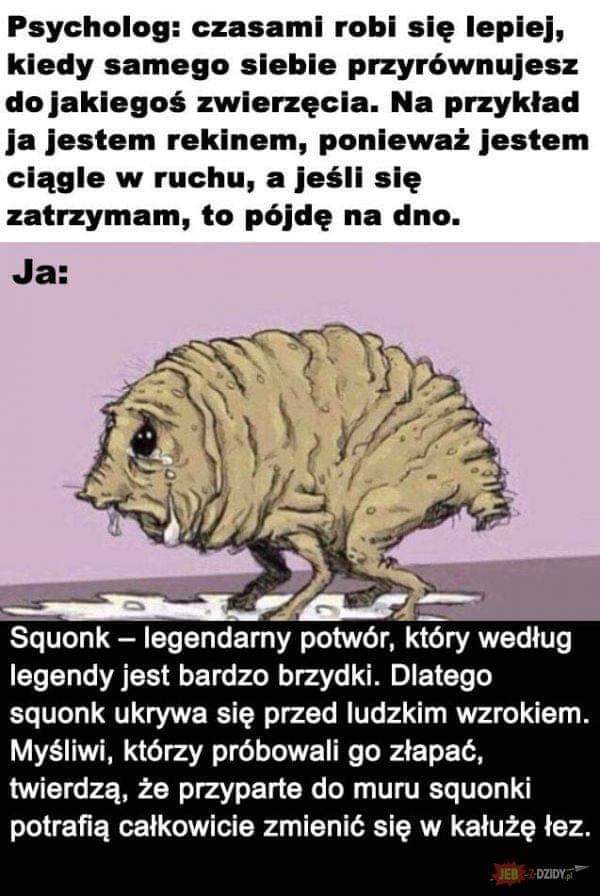 Psycholog: czasami robi się lepiej,
kiedy samego siebie przyrównujesz
do jakiegoś zwierzęcia. Na przykład
ja jestem rekinem, ponieważ jestem
ciągle w ruchu, a jeśli się
zatrzymam, to pójdę na dno.
Ja:
Squonk – legendarny potwór, który według
legendy jest bardzo brzydki. Dlatego
squonk ukrywa się przed ludzkim wzrokiem.
Myśliwi, którzy próbowali go złapać,
twierdzą, że przyparte do muru squonki
potrafią całkowicie zmienić się w kałużę łez.
JEB-Z-DZIDY.pl